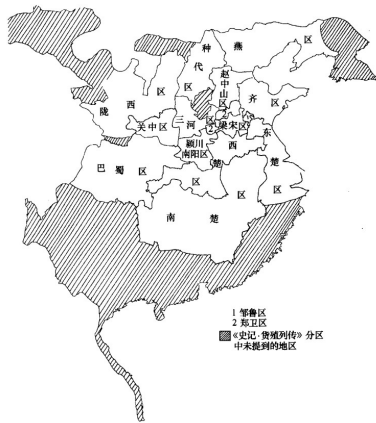 种代区
燕区
赵中山区
齐区
陇西区
关中区
三河区
梁宋区
1
2
颍川
南阳区
西楚区
东楚区
巴蜀区
南楚区
1 邹鲁区
2 郑卫区
《史记·货殖列传》分区
中未提到的地区